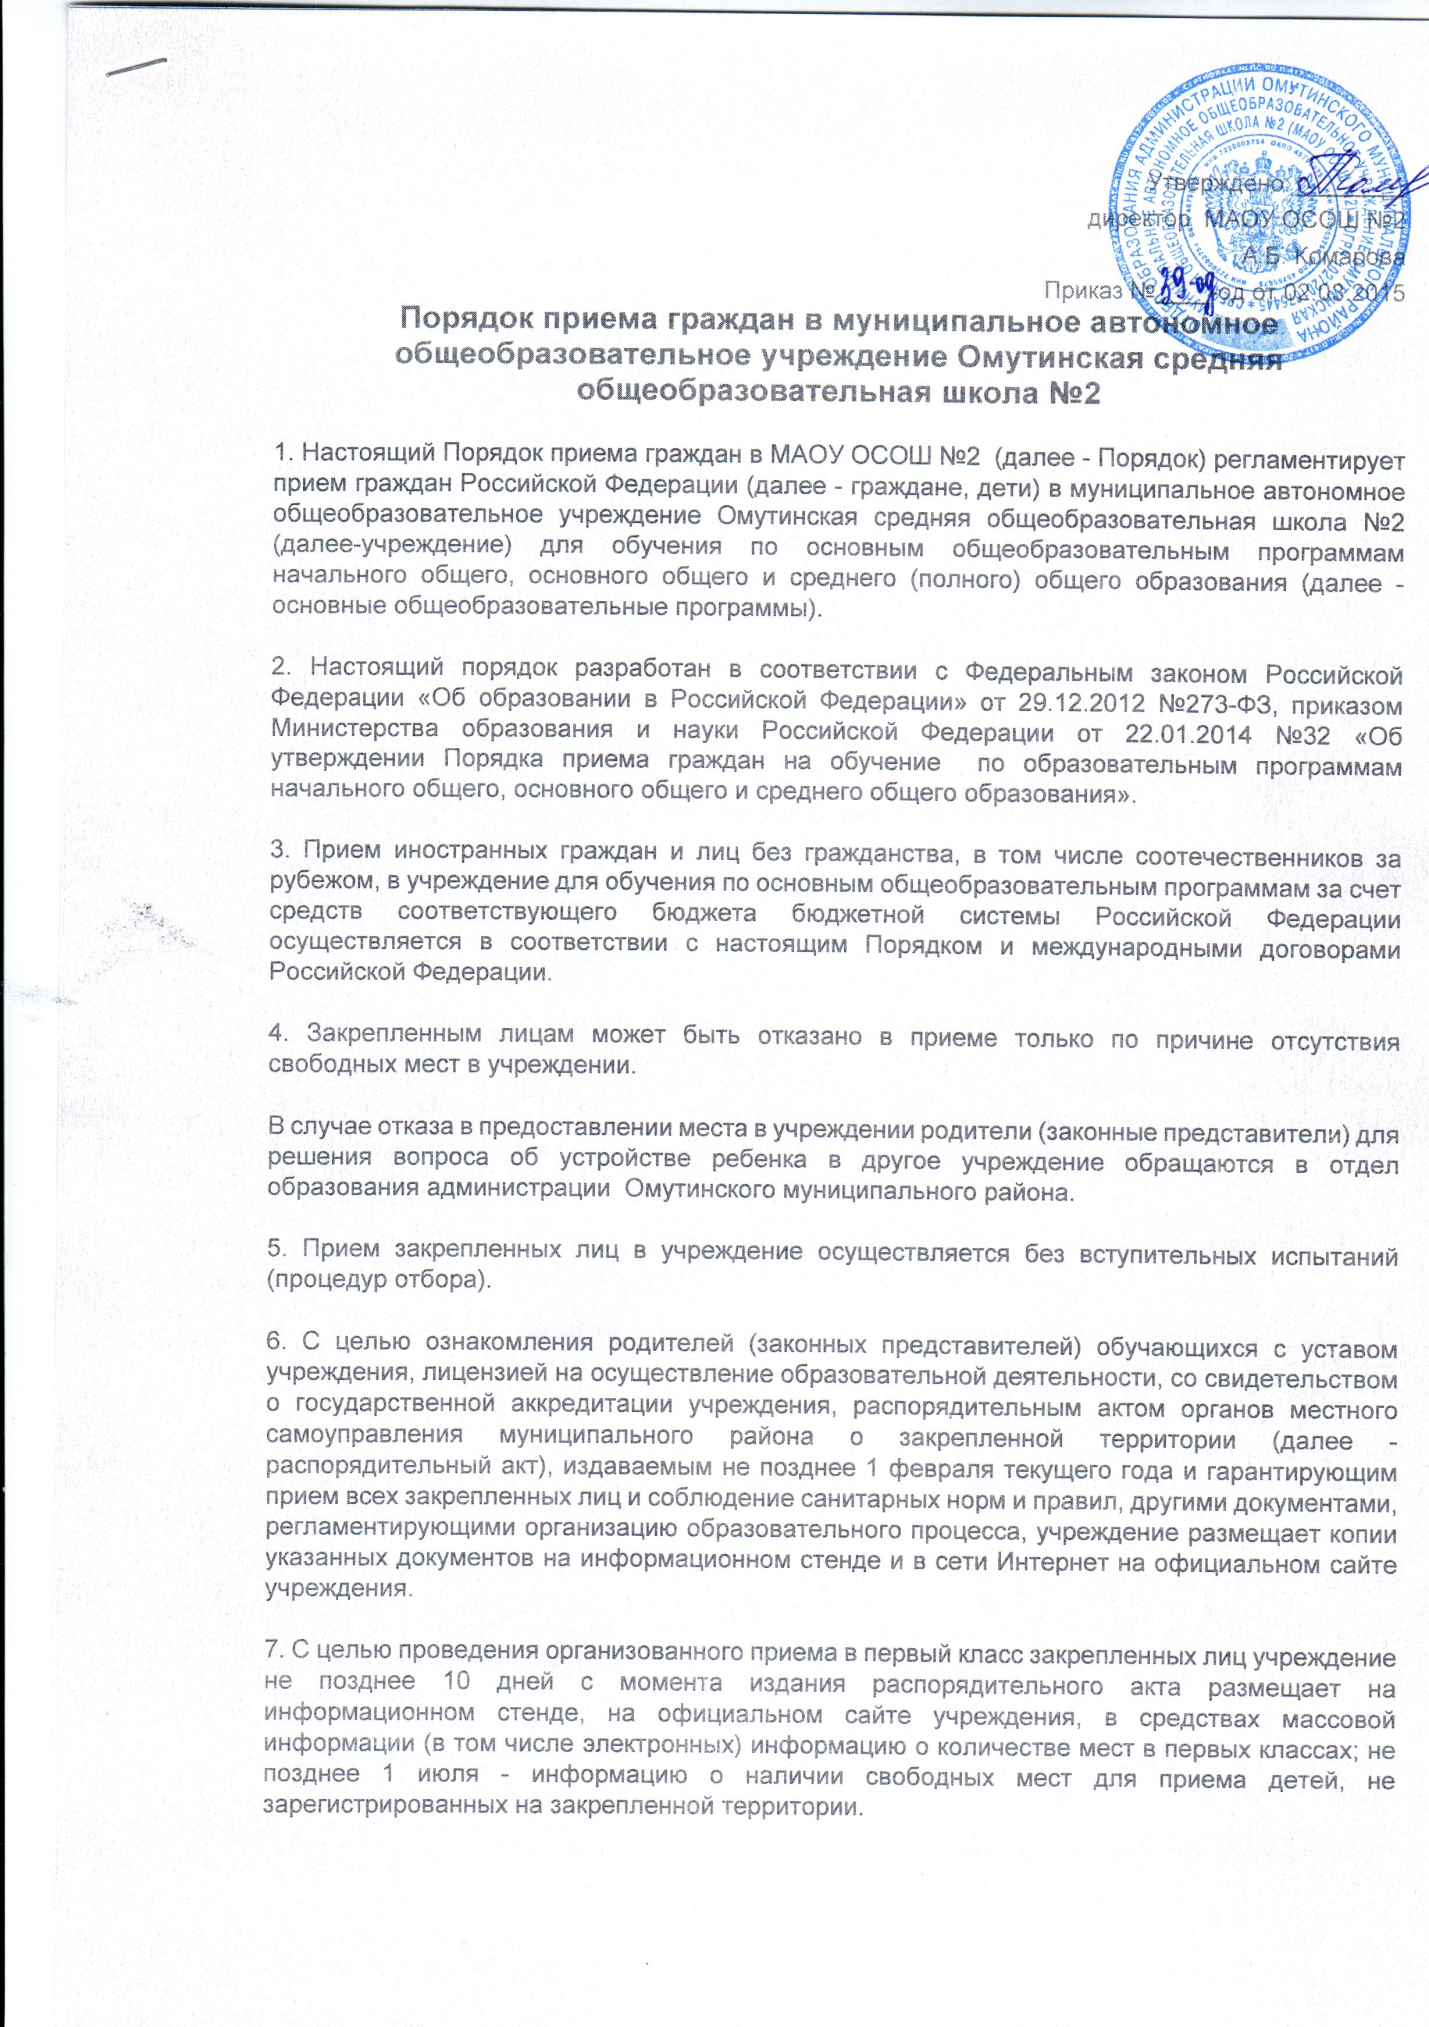 Утверждено:
директор МАОУ ОСОШ №2
А.Б. Комарова
Приказ № 39-од од от 02.03.2015
Порядок приема граждан в муниципальное автономное
общеобразовательное учреждение Омутинская средняя
общеобразовательная школа №2
1. Настоящий Порядок приема граждан в МАОУ ОСОШ №2 (далее - Порядок) регламентирует
прием граждан Российской Федерации (далее - граждане, дети) в муниципальное автономное
общеобразовательное учреждение Омутинская средняя общеобразовательная школа №2
(далее-учреждение) для обучения по основным общеобразовательным программам
начального общего, основного общего и среднего (полного) общего образования (далее -
основные общеобразовательные программы).
2. Настоящий порядок разработан в соответствии с Федеральным законом Российской
Федерации «Об образовании в Российской Федерации» от 29.12.2012 №273-ФЗ, приказом
Министерства образования и науки Российской Федерации от 22.01.2014 №32 «Об
утверждении Порядка приема граждан на обучение по образовательным программам
начального общего, основного общего и среднего общего образования».
3. Прием иностранных граждан и лиц без гражданства, в том числе соотечественников за
рубежом, в учреждение для обучения по основным общеобразовательным программам за счет
средств соответствующего бюджета бюджетной системы Российской Федерации
осуществляется в соответствии с настоящим Порядком и международными договорами
Российской Федерации.
4. Закрепленным лицам может быть отказано в приеме только по причине отсутствия
свободных мест в учреждении.
В случае отказа в предоставлении места в учреждении родители (законные представители) для
решения вопроса об устройстве ребенка в другое учреждение обращаются в отдел
образования администрации Омутинского муниципального района.
5. Прием закрепленных лиц в учреждение осуществляется без вступительных испытаний
(процедур отбора).
6. С целью ознакомления родителей (законных представителей) обучающихся с уставом
учреждения, лицензией на осуществление образовательной деятельности, со свидетельством
о государственной аккредитации учреждения, распорядительным актом органов местного
самоуправления муниципального района о закрепленной территории (далее -
распорядительный акт), издаваемым не позднее 1 февраля текущего года и гарантирующим
прием всех закрепленных лиц и соблюдение санитарных норм и правил, другими документами,
регламентирующими организацию образовательного процесса, учреждение размещает копии
указанных документов на информационном стенде и в сети Интернет на официальном сайте
учреждения.
7. С целью проведения организованного приема в первый класс закрепленных лиц учреждение
не позднее 10 дней с момента издания распорядительного акта размещает на
информационном стенде, на официальном сайте учреждения, в средствах массовой
информации (в том числе электронных) информацию о количестве мест в первых классах; не
позднее 1 июля - информацию о наличии свободных мест для приема детей, не
зарегистрированных на закрепленной территории.